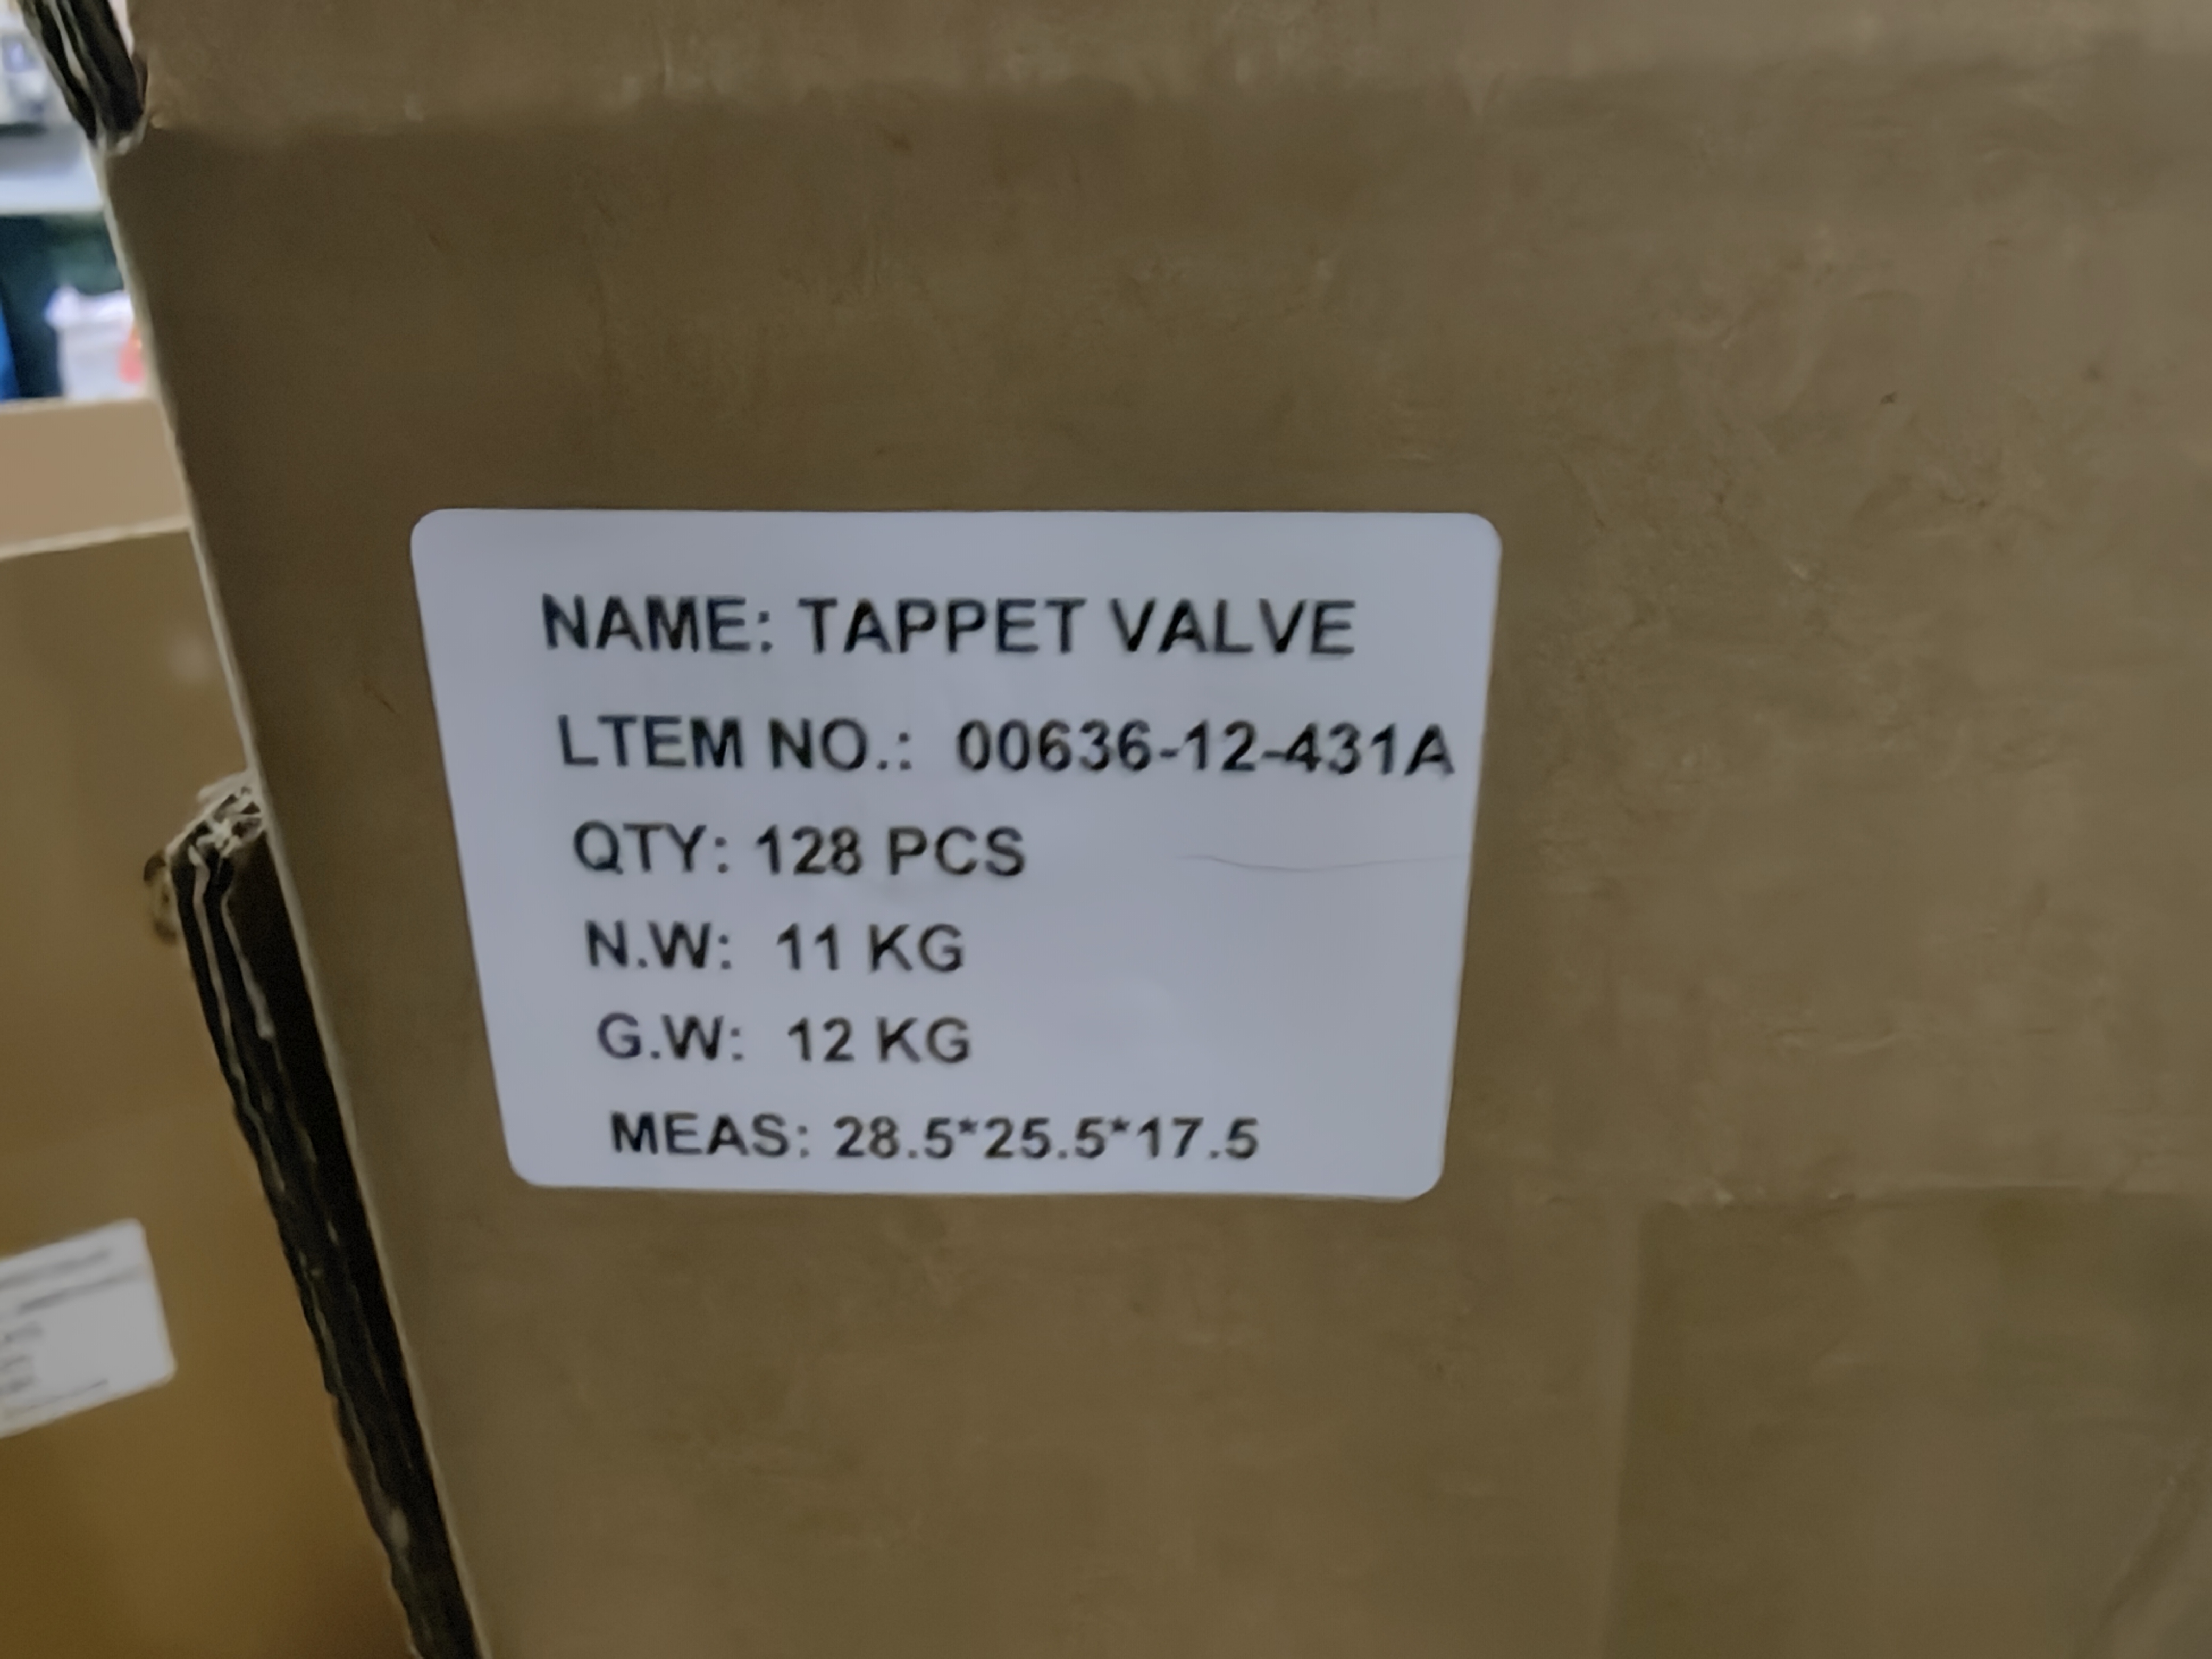 NAME: TAPPET VALVE
LTEM NO.: 00636-12-431A
QTY: 128 PCS
N.W: 11 KG
G.W: 12 KG
MEAS: 28.5*25.5*17.5